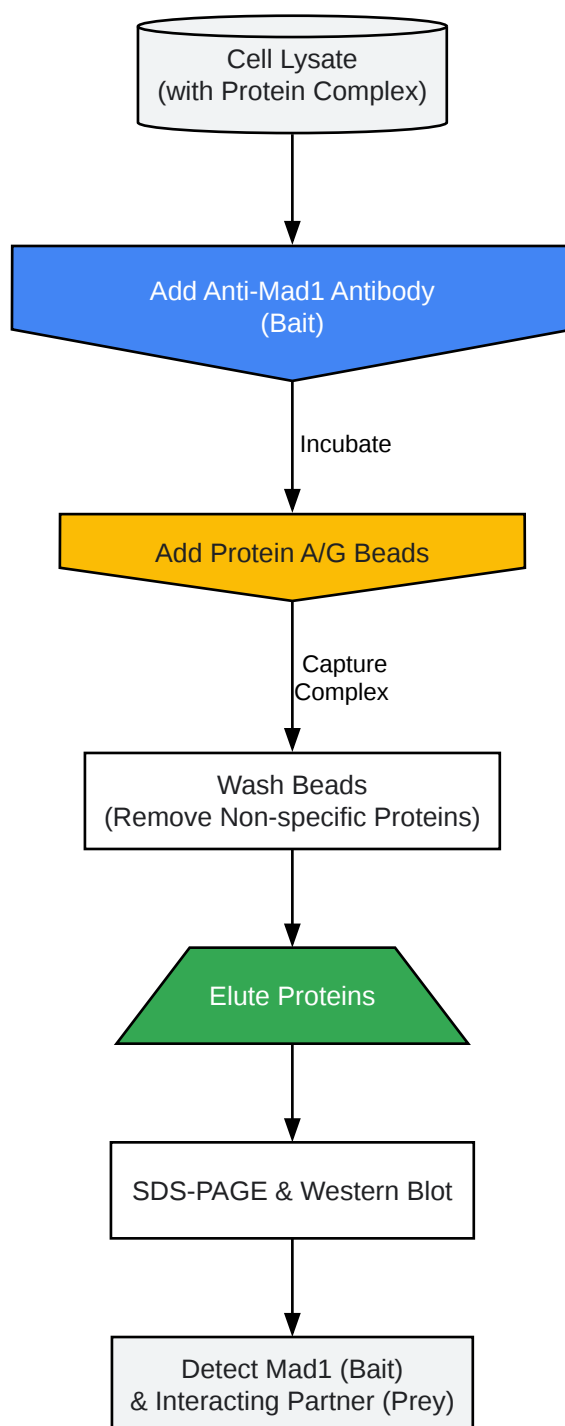 Cell Lysate
(with Protein Complex)
Add Anti-Mad1 Antibody
(Bait)
Incubate
Add Protein A/G Beads
Capture
Complex
Wash Beads
(Remove Non-specific Proteins)
Elute Proteins
SDS-PAGE & Western Blot
Detect Mad1 (Bait)
& Interacting Partner (Prey)